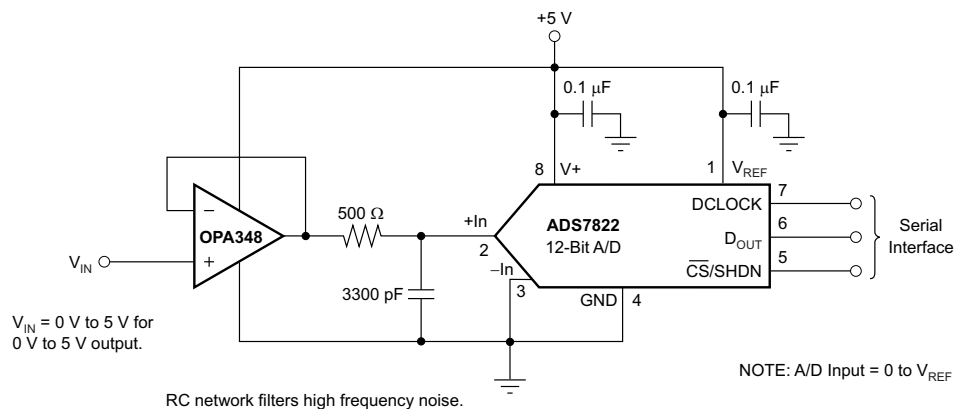 +5 V
0.1 μF
0.1 μF
8
V+
1
V_REF
−
OPA348
+
V_IN
500 Ω
3300 pF
+In
2
−In
3
ADS7822
12-Bit A/D
GND
4
DCLOCK
7
D_OUT
6
C̅S̅/SHDN
5
Serial
Interface
V_IN = 0 V to 5 V for
0 V to 5 V output.
NOTE: A/D Input = 0 to V_REF
RC network filters high frequency noise.